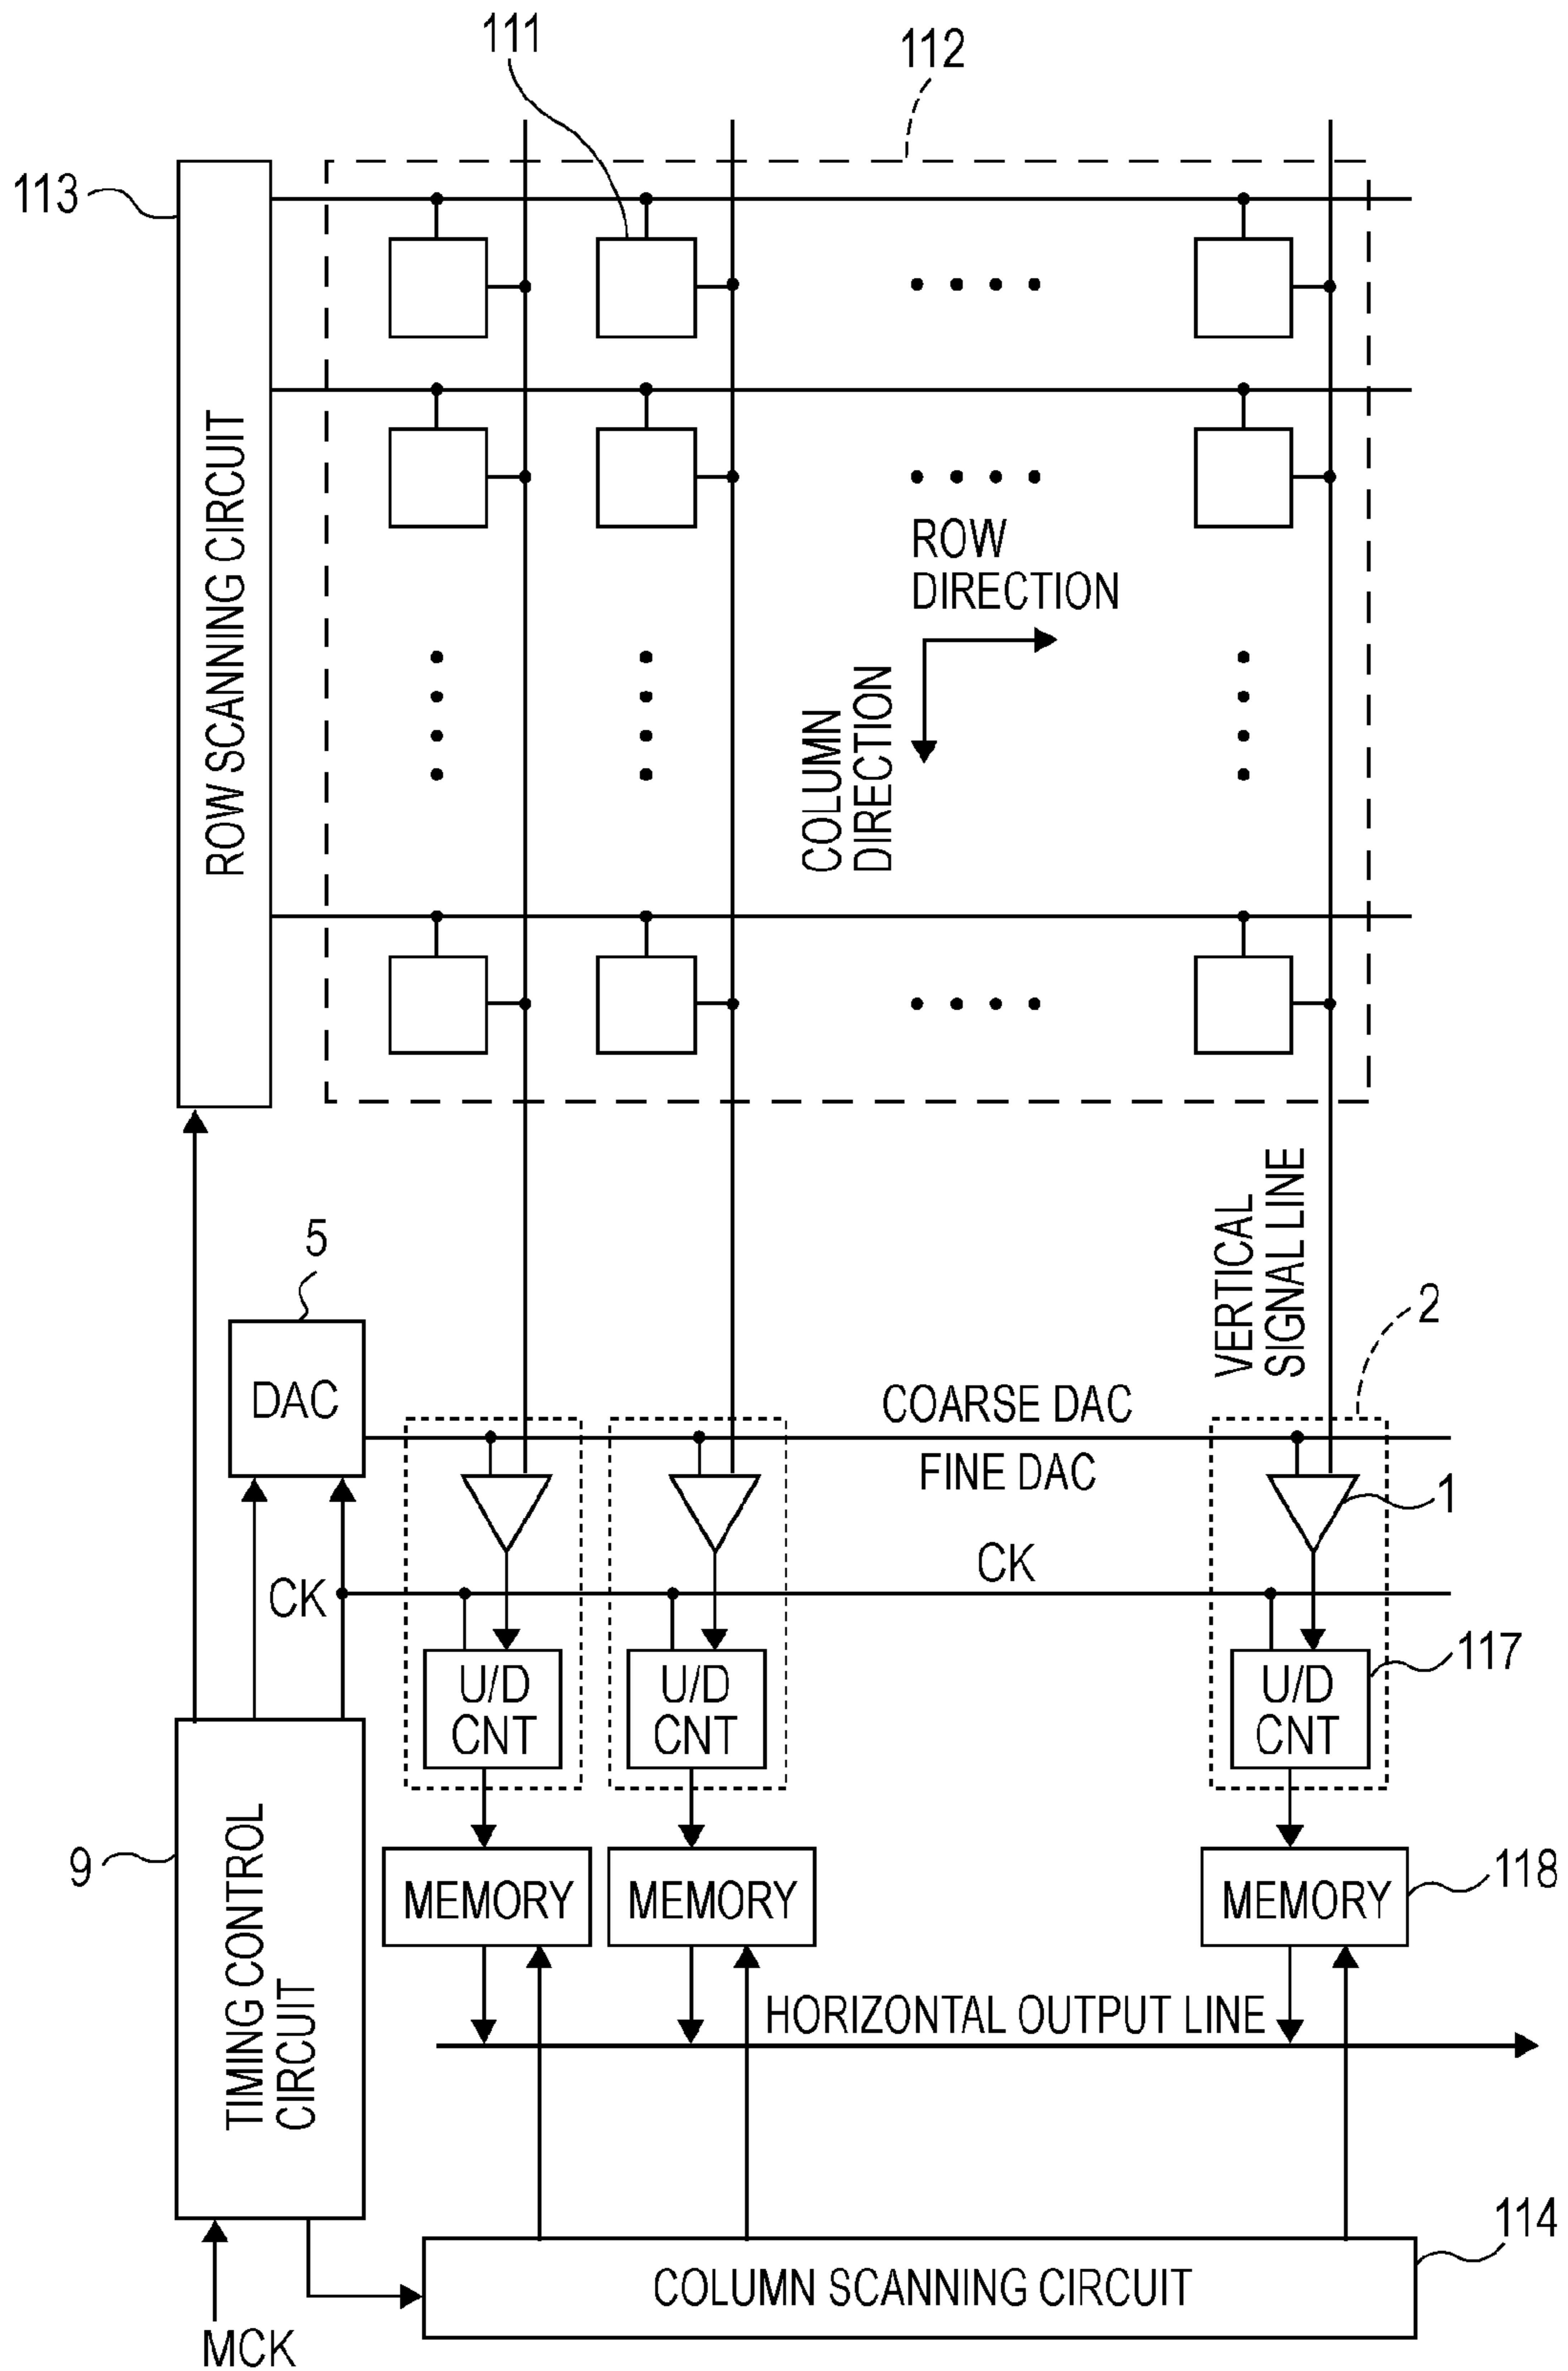 111
112
113
ROW SCANNING CIRCUIT
ROW
DIRECTION
COLUMN
DIRECTION
VERTICAL
SIGNAL LINE
5
DAC
2
COARSE DAC
FINE DAC
1
CK
CK
U/D
CNT
U/D
CNT
U/D
CNT
117
9
TIMING CONTROL
CIRCUIT
MEMORY
MEMORY
MEMORY
118
HORIZONTAL OUTPUT LINE
114
COLUMN SCANNING CIRCUIT
MCK